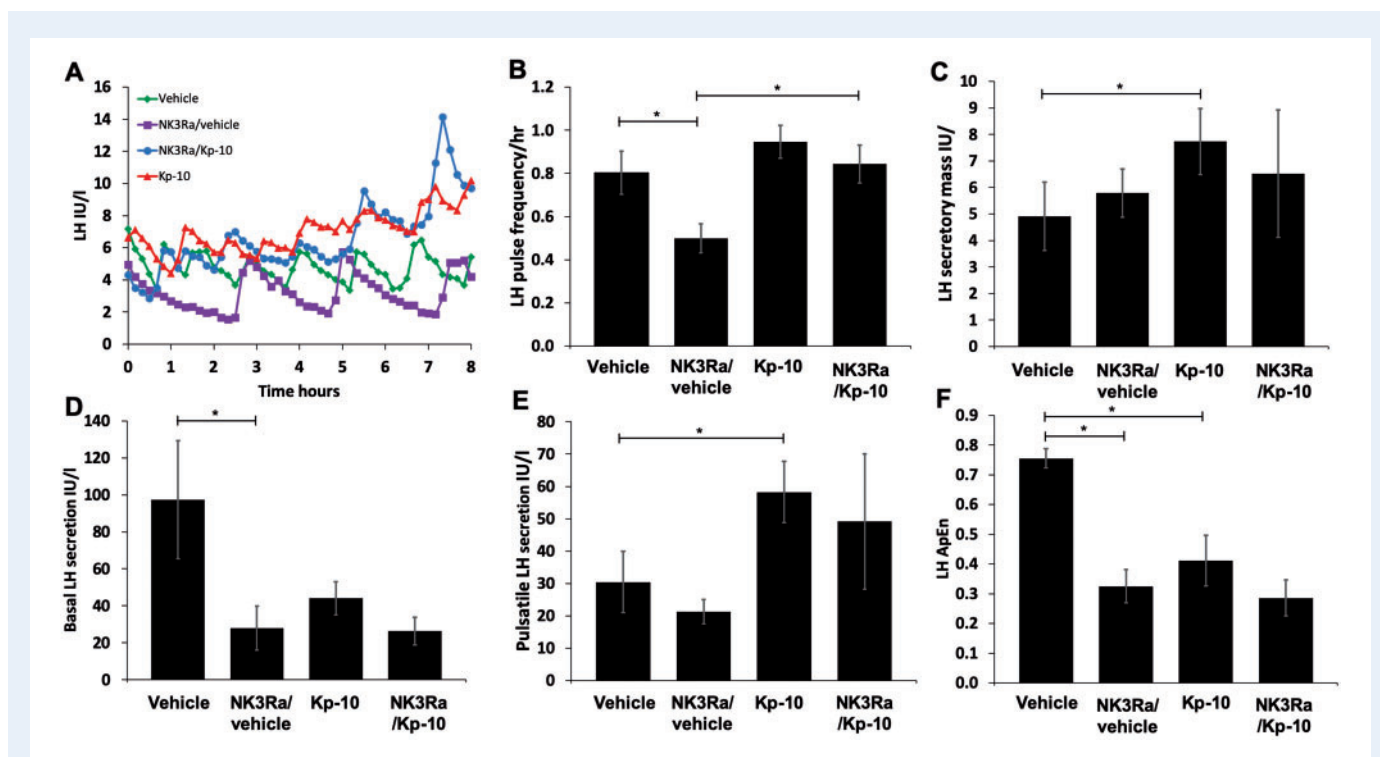 A
LH IU/l
16
14
12
10
8
6
4
2
0
Vehicle
NK3Ra/vehicle
NK3Ra/Kp-10
Kp-10
0 1 2 3 4 5 6 7 8
Time hours
B
LH pulse frequency/hr
1.2
1.0
0.8
0.6
0.4
0.2
0.0
*
*
Vehicle NK3Ra/ Kp-10 NK3Ra
vehicle /Kp-10
C
LH secretory mass IU/
10
9
8
7
6
5
4
3
2
1
0
*
Vehicle NK3Ra/ Kp-10 NK3Ra
vehicle /Kp-10
D
Basal LH secretion IU/l
140
120
100
80
60
40
20
0
*
Vehicle NK3Ra/ Kp-10 NK3Ra
vehicle /Kp-10
E
Pulsatile LH secretion IU/l
80
70
60
50
40
30
20
10
0
*
Vehicle NK3Ra/ Kp-10 NK3Ra
vehicle /Kp-10
F
LH ApEn
0.9
0.8
0.7
0.6
0.5
0.4
0.3
0.2
0.1
0.0
*
*
Vehicle NK3Ra/ Kp-10 NK3Ra
vehicle /Kp-10